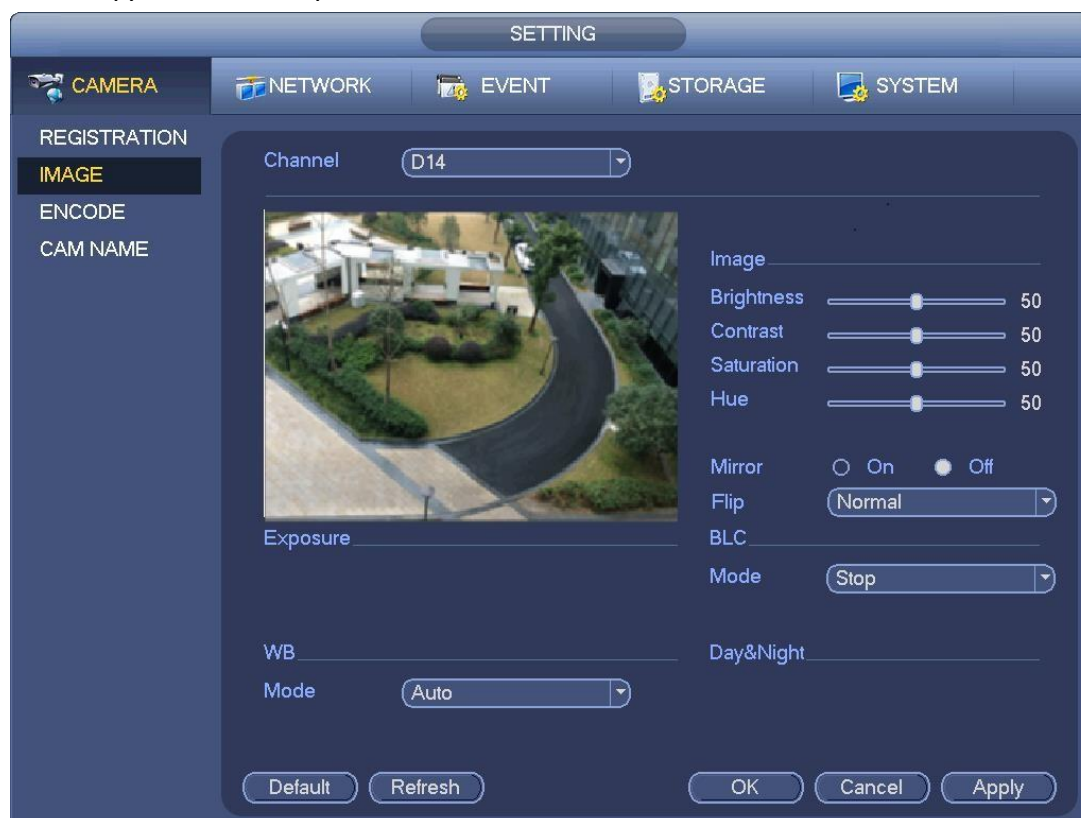 SETTING
CAMERA NETWORK EVENT STORAGE SYSTEM
REGISTRATION
IMAGE
ENCODE
CAM NAME
Channel D14
Image
Brightness 50
Contrast 50
Saturation 50
Hue 50
Mirror On Off
Flip Normal
Exposure BLC
Mode Stop
WB Day&Night
Mode Auto
Default Refresh OK Cancel Apply